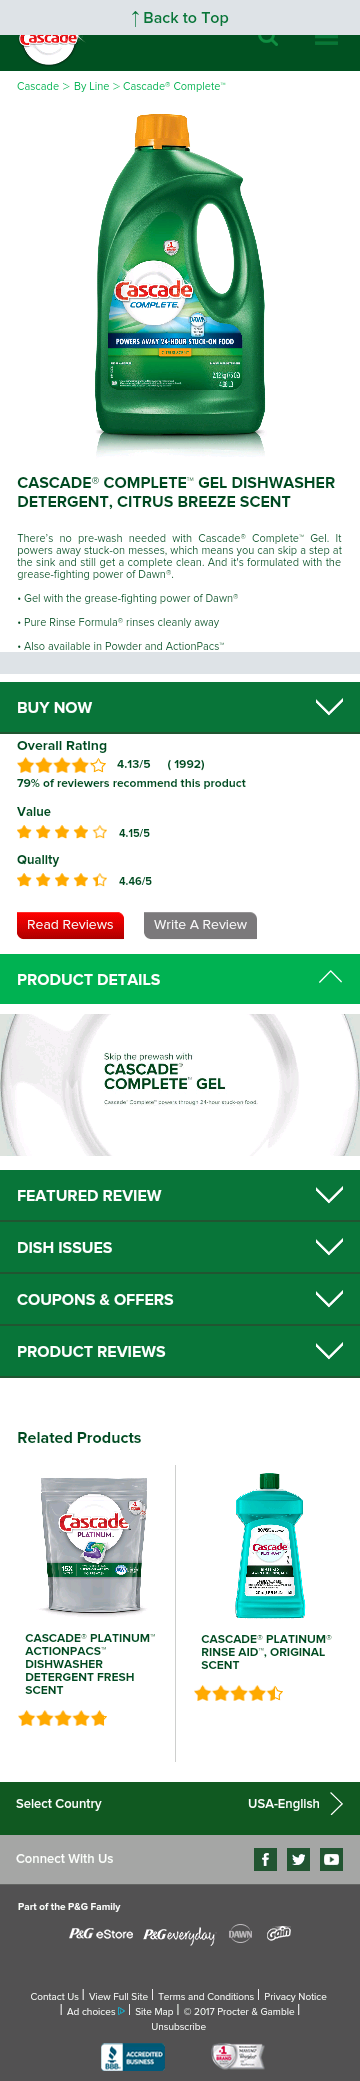 ↑ Back to Top
Cascade
Cascade > By Line > Cascade® Complete™
Cascade
COMPLETE.
DAWN
POWERS AWAY 24-HOUR STUCK-ON FOOD
CASCADE® COMPLETE™ GEL DISHWASHER
DETERGENT, CITRUS BREEZE SCENT
There's no pre-wash needed with Cascade® Complete™ Gel. It
powers away stuck-on messes, which means you can skip a step at
the sink and still get a complete clean. And it's formulated with the
grease-fighting power of Dawn®.
• Gel with the grease-fighting power of Dawn®
• Pure Rinse Formula® rinses cleanly away
• Also available in Powder and ActionPacs™
BUY NOW
Overall Rating
4.13/5 ( 1992)
79% of reviewers recommend this product
Value
4.15/5
Quality
4.46/5
Read Reviews Write A Review
PRODUCT DETAILS
Skip the prewash with
CASCADE™
COMPLETE™ GEL
Cascade® Complete™ powers through 24-hour stuck-on food.
FEATURED REVIEW
DISH ISSUES
COUPONS & OFFERS
PRODUCT REVIEWS
Related Products
Cascade
PLATINUM.
Cascade
PLATINUM
CASCADE® PLATINUM™
ACTIONPACS™
DISHWASHER
DETERGENT FRESH
SCENT
CASCADE® PLATINUM®
RINSE AID™, ORIGINAL
SCENT
Select Country USA-English
Connect With Us
Part of the P&G Family
P&G eStore P&G everyday DAWN Gain
Contact Us | View Full Site | Terms and Conditions | Privacy Notice
| Ad choices | Site Map | © 2017 Procter & Gamble |
Unsubscribe
BBB ACCREDITED
BUSINESS